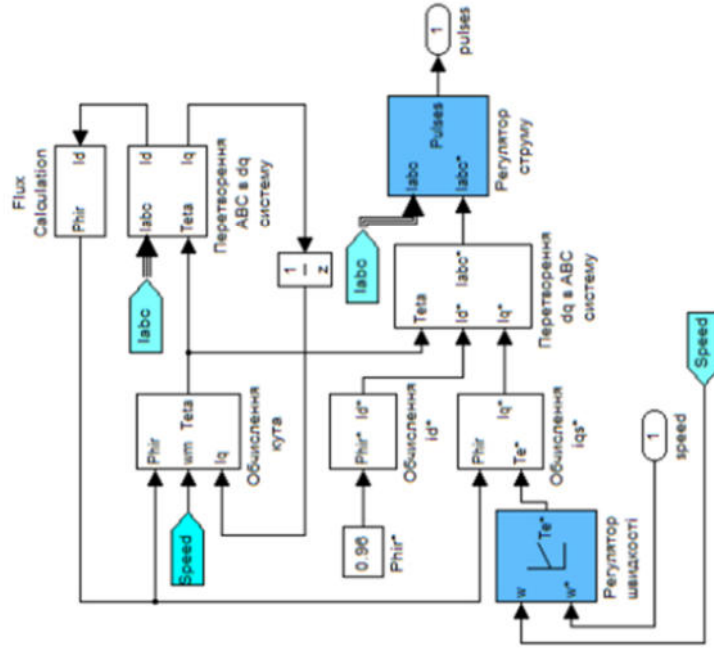 Flux
Calculation
Phir Id
Iabc
Iabc Id
Teta Iq
Перетворення
ABC в dq
систему
Phir
wm Teta
Iq
Обчислення
кута
Speed
1
z
0.96
Phir*
Phir* Id*
Обчислення
id*
Phir
Iq*
Te*
Обчислення
iqs*
Teta
Id* Iabc*
Iq*
Перетворення
dq в ABC
систему
Iabc
Iabc
Pulses
Iabc*
Регулятор
струму
1
pulses
w
Te*
w*
Регулятор
швидкості
1
speed
Speed